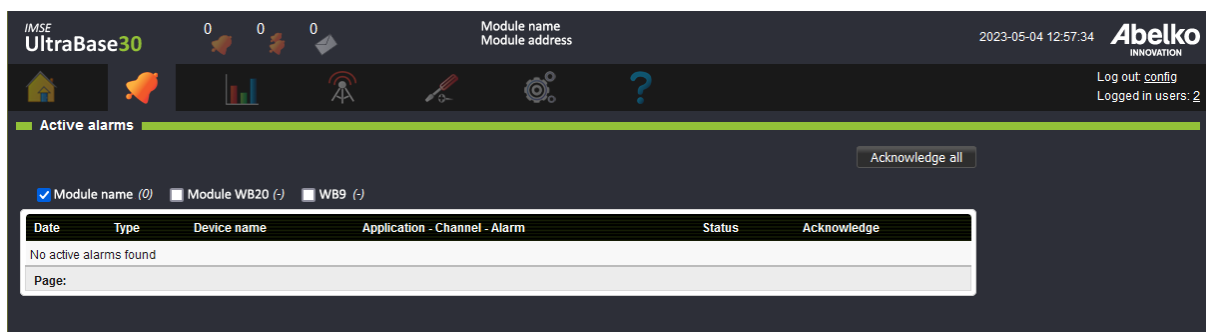 IMSE
UltraBase30
0 0 0
Module name
Module address
2023-05-04 12:57:34
Abelko
INNOVATION
?
Log out: config
Logged in users: 2
Active alarms
Acknowledge all
Module name (0) Module WB20 (-) WB9 (-)
Date Type Device name Application - Channel - Alarm Status Acknowledge
No active alarms found
Page: